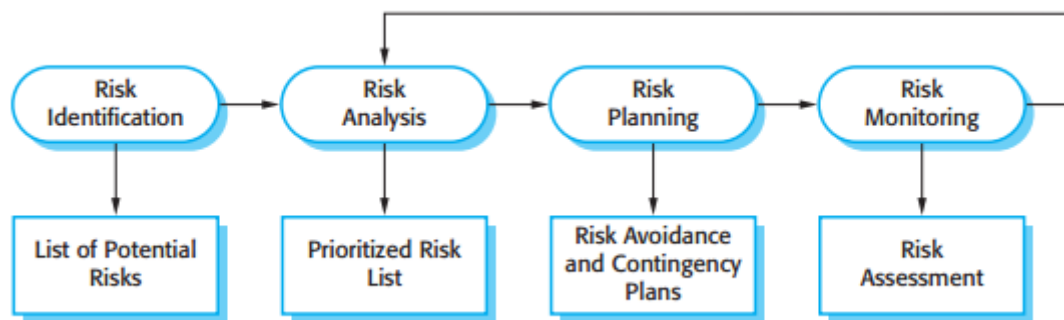 Risk
Identification
Risk
Analysis
Risk
Planning
Risk
Monitoring
List of Potential
Risks
Prioritized Risk
List
Risk Avoidance
and Contingency
Plans
Risk
Assessment